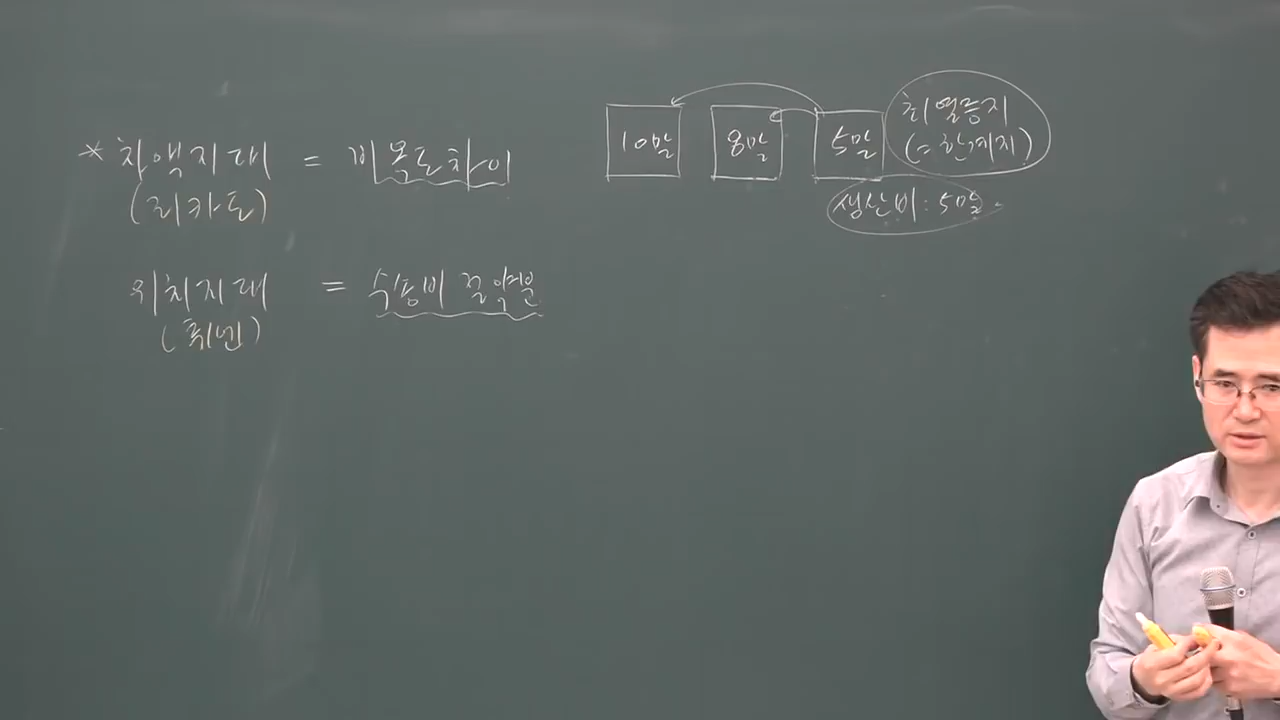 * 차액지대 = 비옥도차이
(리카도)
위치지대 = 수송비 절약분
(튀넨)
10말 8말 5말
최열등지
(=한계지)
생산비: 5말